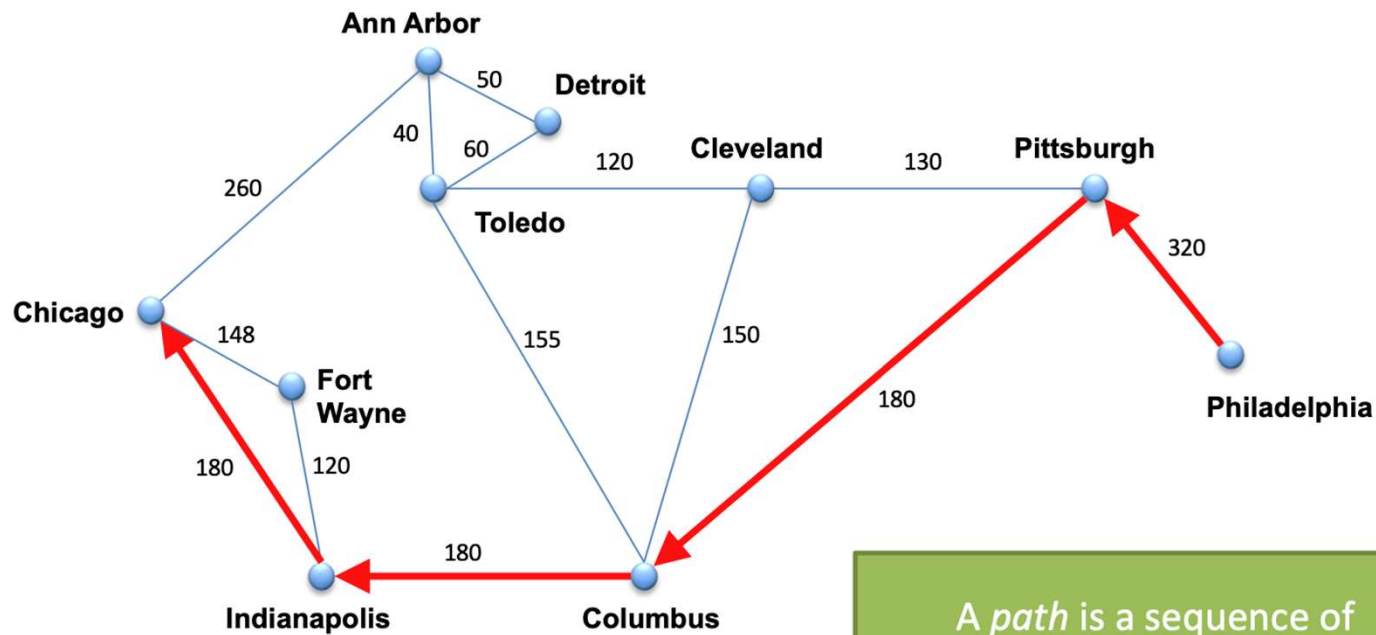 Ann Arbor
50
Detroit
40
60
120
Cleveland
130
Pittsburgh
260
Toledo
320
Chicago
148
155
150
Fort
Wayne
180
Philadelphia
180
120
180
Indianapolis
Columbus
A path is a sequence of